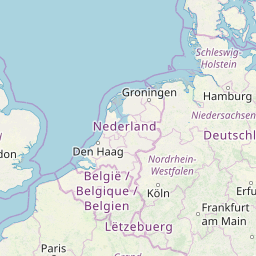 Schleswig-
Holstein
Groningen
Hamburg
Nederland
Niedersachsen
Deutschl
Den Haag
don
Nordrhein-
Westfalen
België /
Belgique /
Belgien
Köln
Erfu
Frankfurt
am Main
Lëtzebuerg
Paris